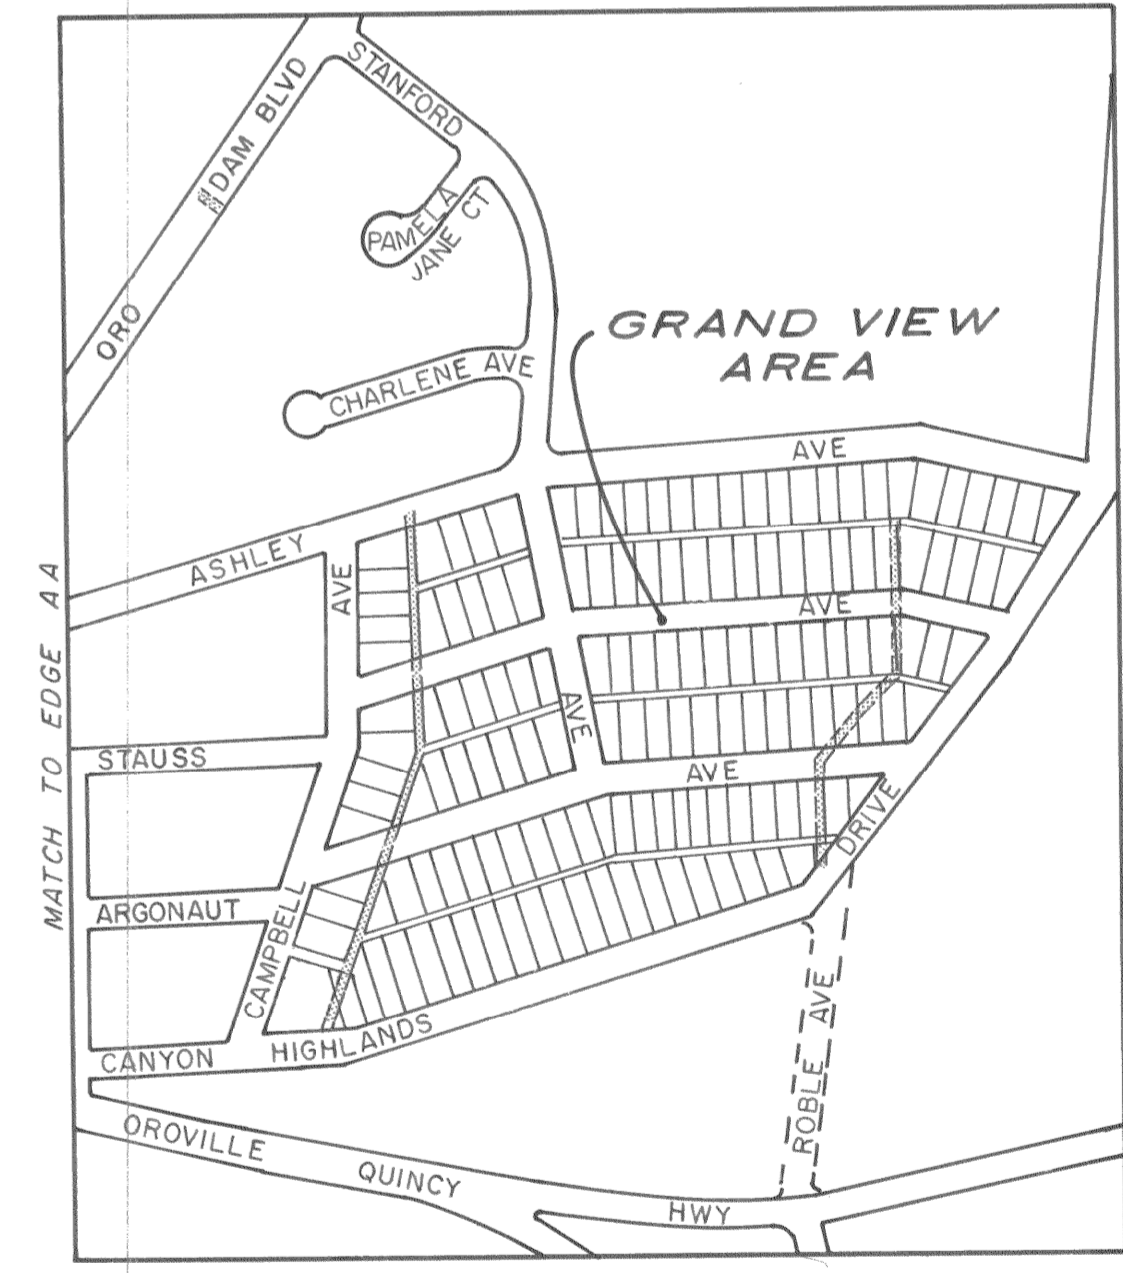 STANFORD
ORO DAM BLVD
PAMELA
JANE CT
GRAND VIEW
AREA
CHARLENE AVE
AVE
ASHLEY
AVE
AVE
MATCH TO EDGE AA
AVE
STAUSS
AVE
DRIVE
ARGONAUT
CAMPBELL
CANYON HIGHLANDS
ROBLE AVE
OROVILLE QUINCY HWY